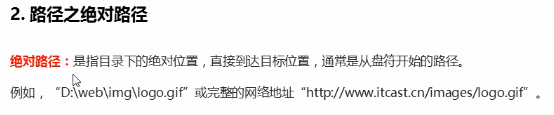 2. 路径之绝对路径
绝对路径：是指目录下的绝对位置，直接到达目标位置，通常是从盘符开始的路径。
例如，“D:\web\img\logo.gif”或完整的网络地址“http://www.itcast.cn/images/logo.gif”。